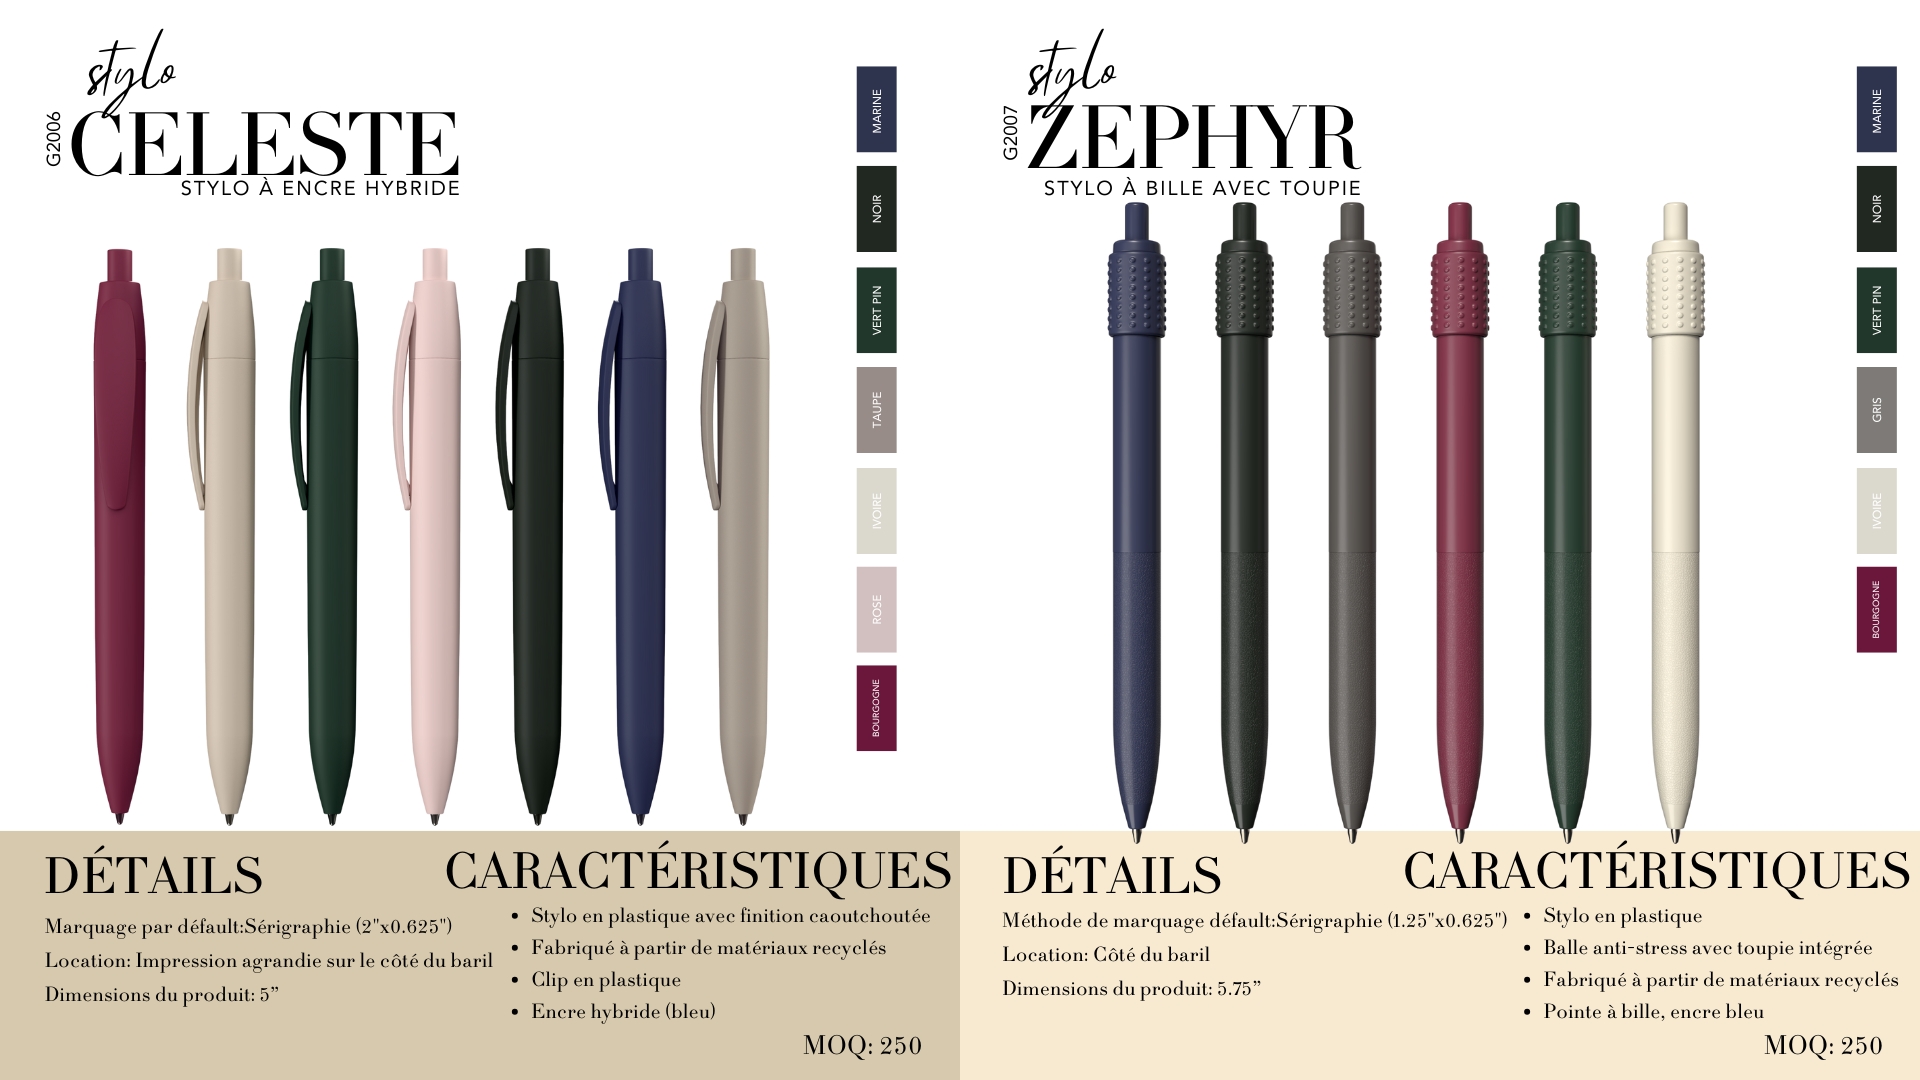 stylo
G2006
CELESTE
STYLO À ENCRE HYBRIDE
MARINE
NOIR
VERT PIN
TAUPE
IVOIRE
ROSE
BOURGOGNE
DÉTAILS
Marquage par défault:Sérigraphie (2"x0.625")
Location: Impression agrandie sur le côté du baril
Dimensions du produit: 5”
CARACTÉRISTIQUES
• Stylo en plastique avec finition caoutchoutée
• Fabriqué à partir de matériaux recyclés
• Clip en plastique
• Encre hybride (bleu)
MOQ: 250
stylo
G2007
ZEPHYR
STYLO À BILLE AVEC TOUPIE
MARINE
NOIR
VERT PIN
GRIS
IVOIRE
BOURGOGNE
DÉTAILS
Méthode de marquage défault:Sérigraphie (1.25"x0.625")
Location: Côté du baril
Dimensions du produit: 5.75”
CARACTÉRISTIQUES
• Stylo en plastique
• Balle anti-stress avec toupie intégrée
• Fabriqué à partir de matériaux recyclés
• Pointe à bille, encre bleu
MOQ: 250